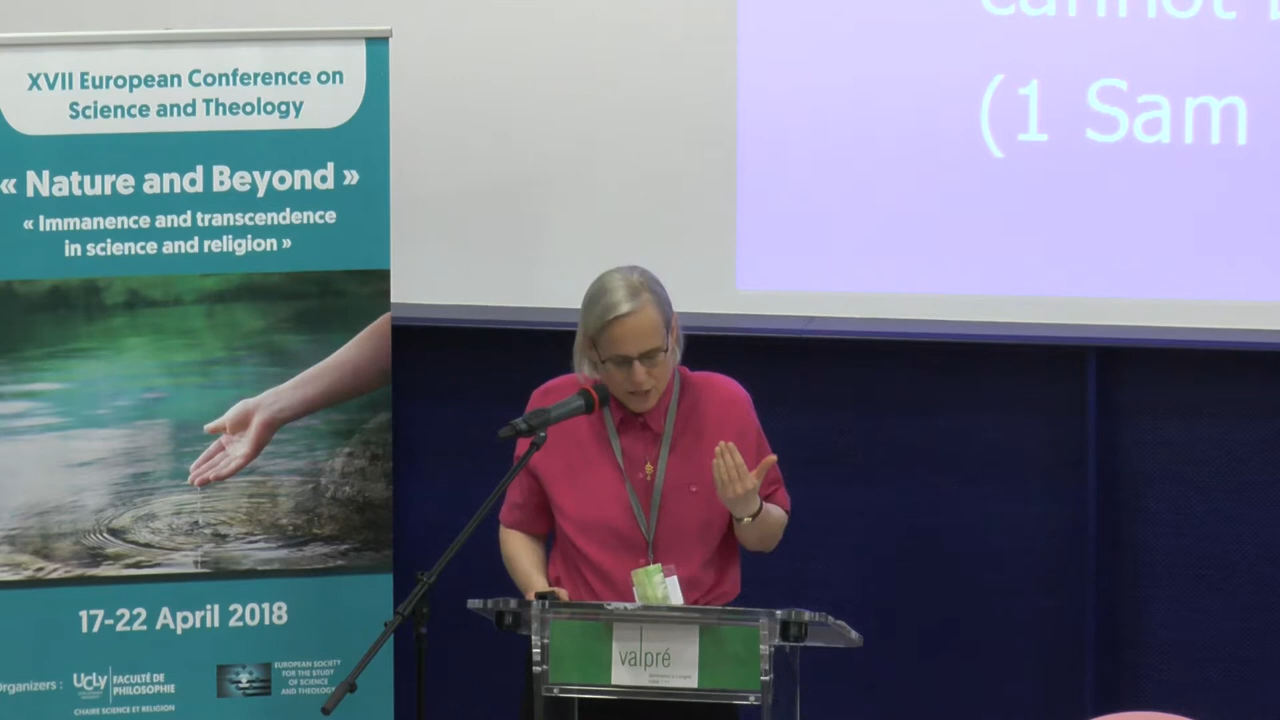 XVII European Conference on
Science and Theology
« Nature and Beyond »
« Immanence and transcendence
in science and religion »
17-22 April 2018
Organizers :
UCLy
FACULTÉ DE
PHILOSOPHIE
CHAIRE SCIENCE ET RELIGION
EUROPEAN SOCIETY
FOR THE STUDY
OF SCIENCE
AND THEOLOGY
cannot
(1 Sam
valpré